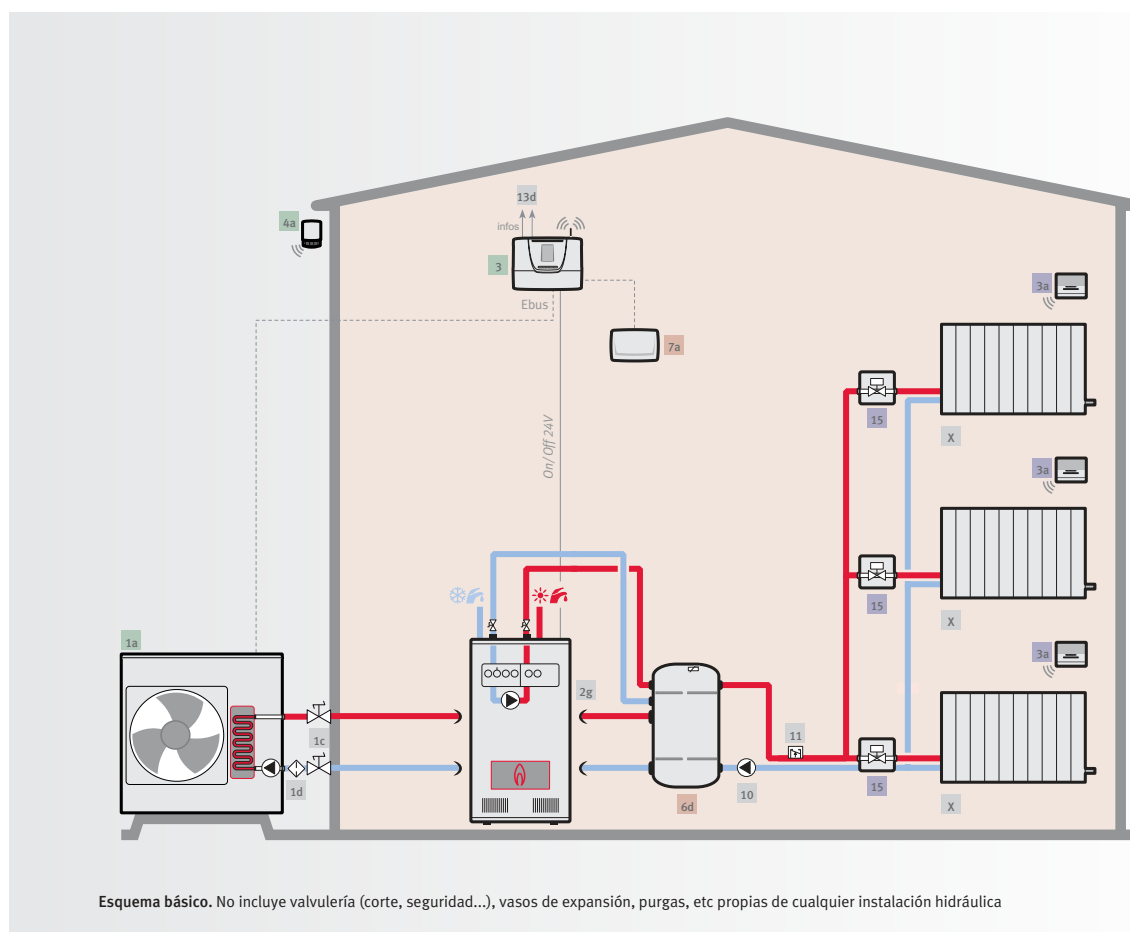 13d
4a
infos
3
Ebus
3a
7a
15
X
On/Off 24V
3a
15
X
1a
3a
2g
1c
11
1d
10
15
6d
X
Esquema básico. No incluye valvulería (corte, seguridad...), vasos de expansión, purgas, etc propias de cualquier instalación hidráulica